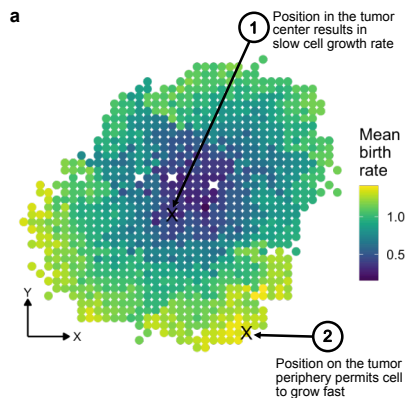 a
1
Position in the tumor
center results in
slow cell growth rate
Mean
birth
rate
1.0
0.5
X
X
Y
X
2
Position on the tumor
periphery permits cell
to grow fast